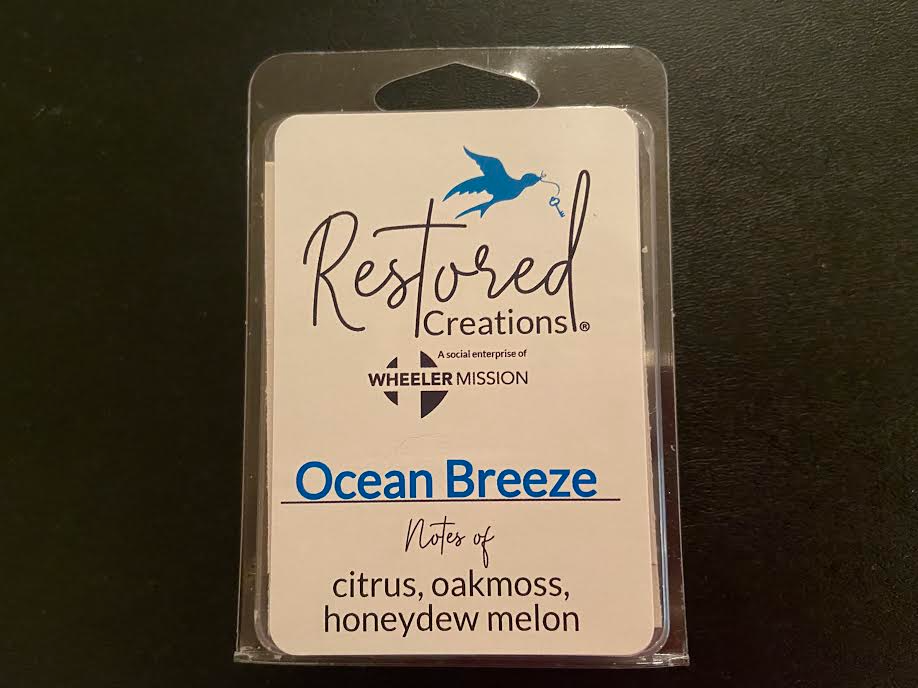 Restored
Creations®
A social enterprise of
WHEELER MISSION
Ocean Breeze
Notes of
citrus, oakmoss,
honeydew melon